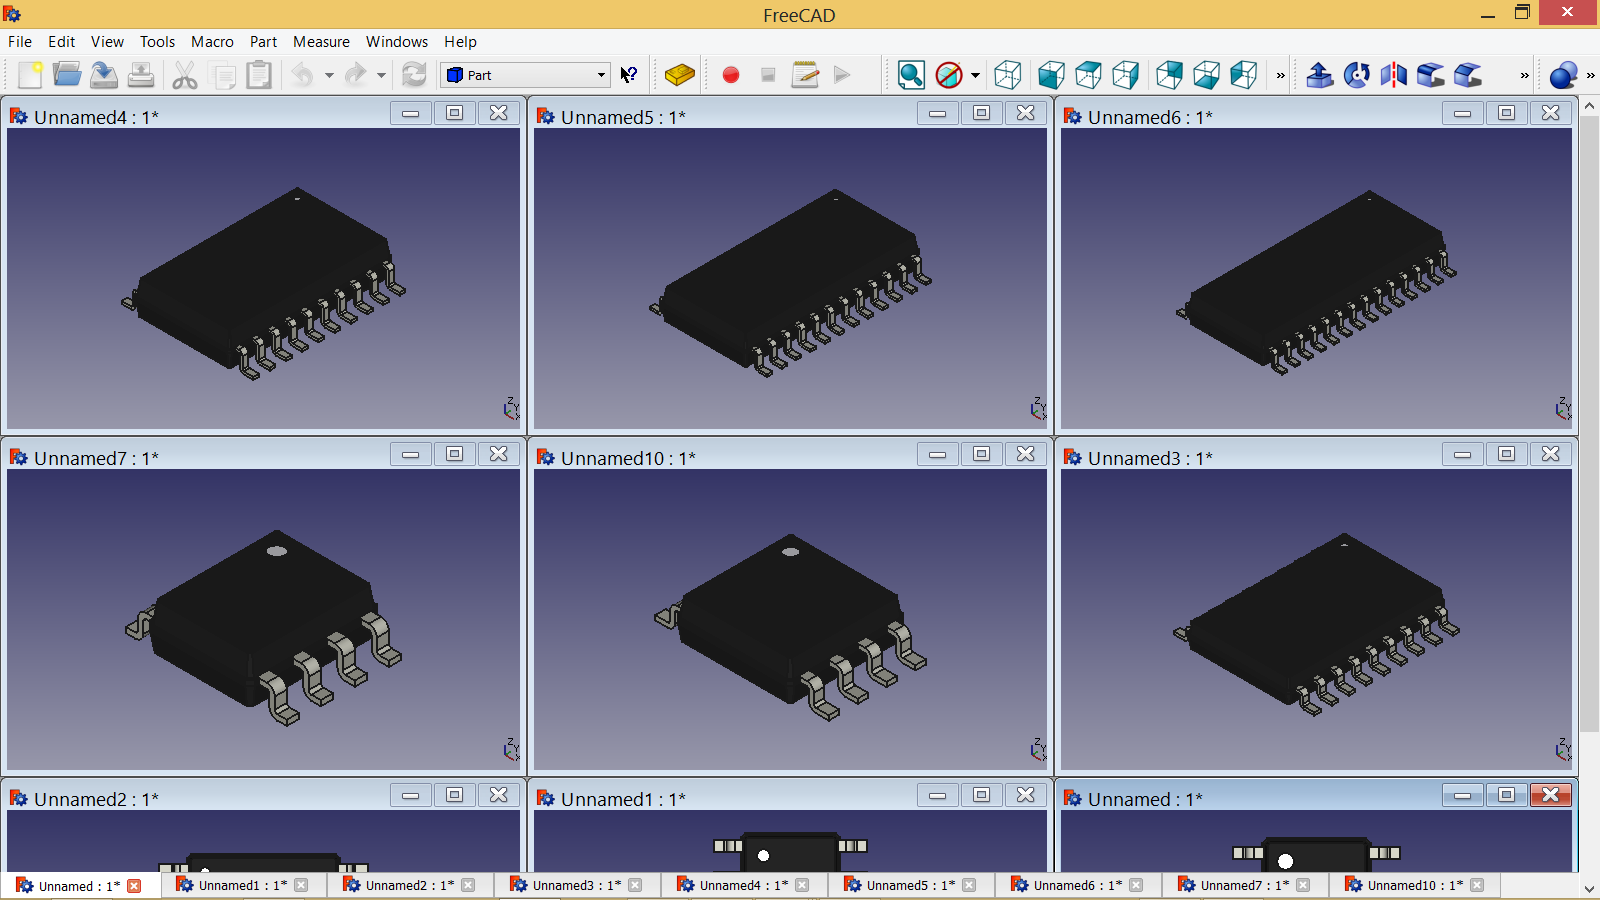 FreeCAD
File Edit View Tools Macro Part Measure Windows Help
Part
Unnamed4 : 1*
Unnamed5 : 1*
Unnamed6 : 1*
Z Y X
Z Y X
Z Y X
Unnamed7 : 1*
Unnamed10 : 1*
Unnamed3 : 1*
Z Y X
Z Y X
Z Y X
Unnamed2 : 1*
Unnamed1 : 1*
Unnamed : 1*
Unnamed : 1* Unnamed1 : 1* Unnamed2 : 1* Unnamed3 : 1* Unnamed4 : 1* Unnamed5 : 1* Unnamed6 : 1* Unnamed7 : 1* Unnamed10 : 1*